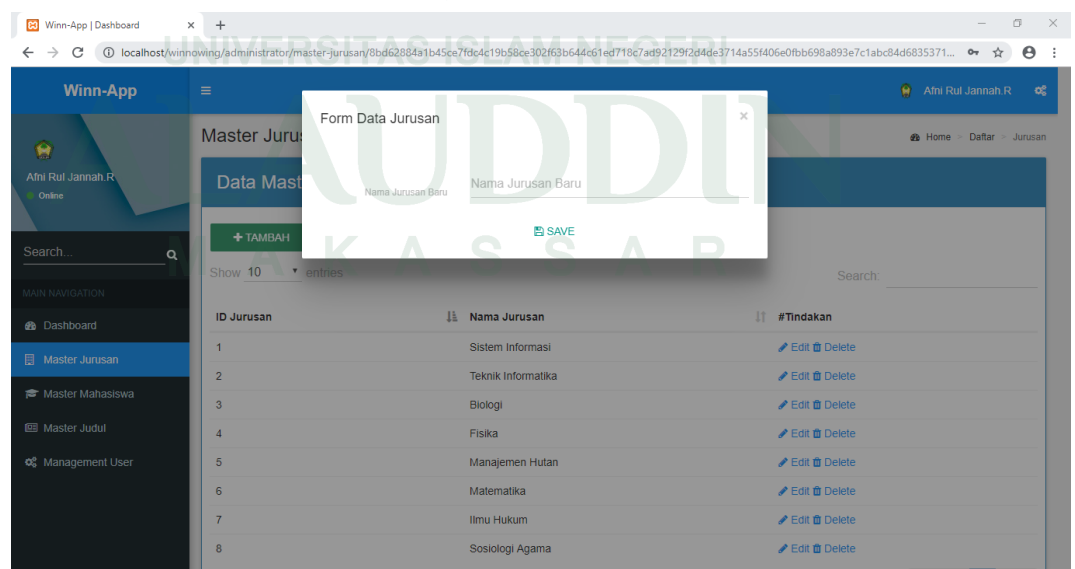 Winn-App | Dashboard
localhost/winnowing/administrator/master-jurusan/8bd62884a1b45ce7fdc4c19b58ce302f63b644c61ed718c7ad92129f2d4de3714a55f406e0fbb698a893e7c1abc84d6835371...
UNIVERSITAS ISLAM NEGERI
Winn-App
Afni Rul Jannah.R
Form Data Jurusan
×
Master Jurus
Home > Daftar > Jurusan
AUDDIN
Afni Rul Jannah.R
Online
Data Mast
Nama Jurusan Baru
Nama Jurusan Baru
+ TAMBAH
SAVE
MAKASSAR
Search...
Show 10 entries
Search:
MAIN NAVIGATION
Dashboard
Master Jurusan
Master Mahasiswa
Master Judul
Management User
ID Jurusan Nama Jurusan #Tindakan
1 Sistem Informasi Edit Delete
2 Teknik Informatika Edit Delete
3 Biologi Edit Delete
4 Fisika Edit Delete
5 Manajemen Hutan Edit Delete
6 Matematika Edit Delete
7 Ilmu Hukum Edit Delete
8 Sosiologi Agama Edit Delete